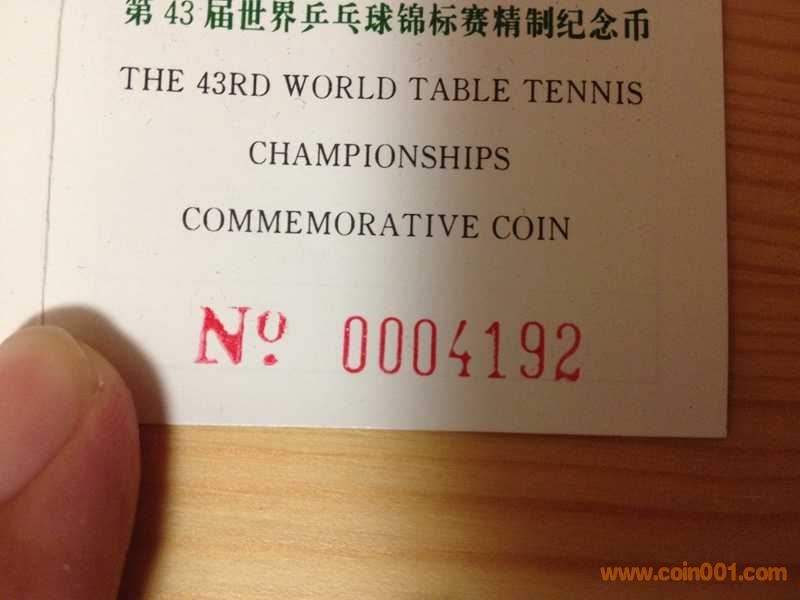 第43届世界乒乓球锦标赛精制纪念币
THE 43RD WORLD TABLE TENNIS
CHAMPIONSHIPS
COMMEMORATIVE COIN
Nº 0004192
www.coin001.com